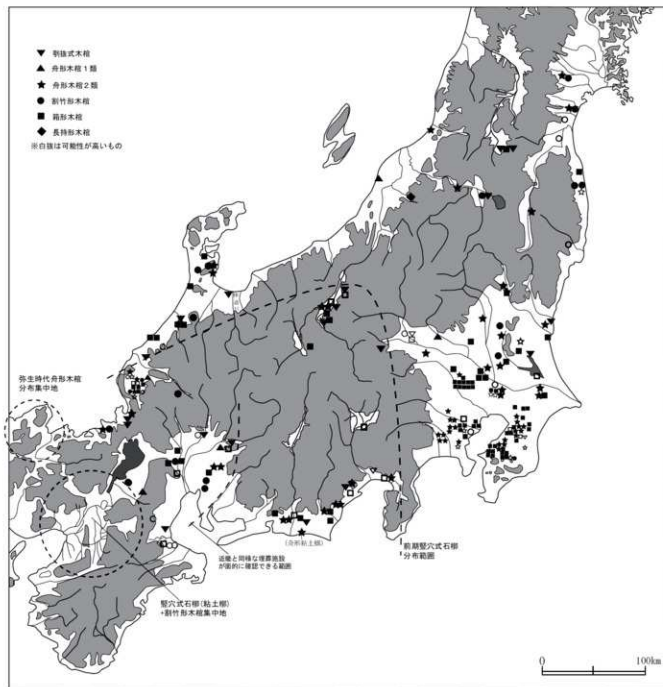 刳抜式木棺
舟形木棺1類
舟形木棺2類
割竹形木棺
箱形木棺
長持形木棺
※白抜は可能性が高いもの
弥生時代舟形木棺
分布集中地
(舟形粘土槨)
前期竪穴式石槨
分布範囲
近畿と同様な埋葬施設
が面的に確認できる範囲
竪穴式石槨(粘土槨)
+割竹形木棺集中地
0
100km